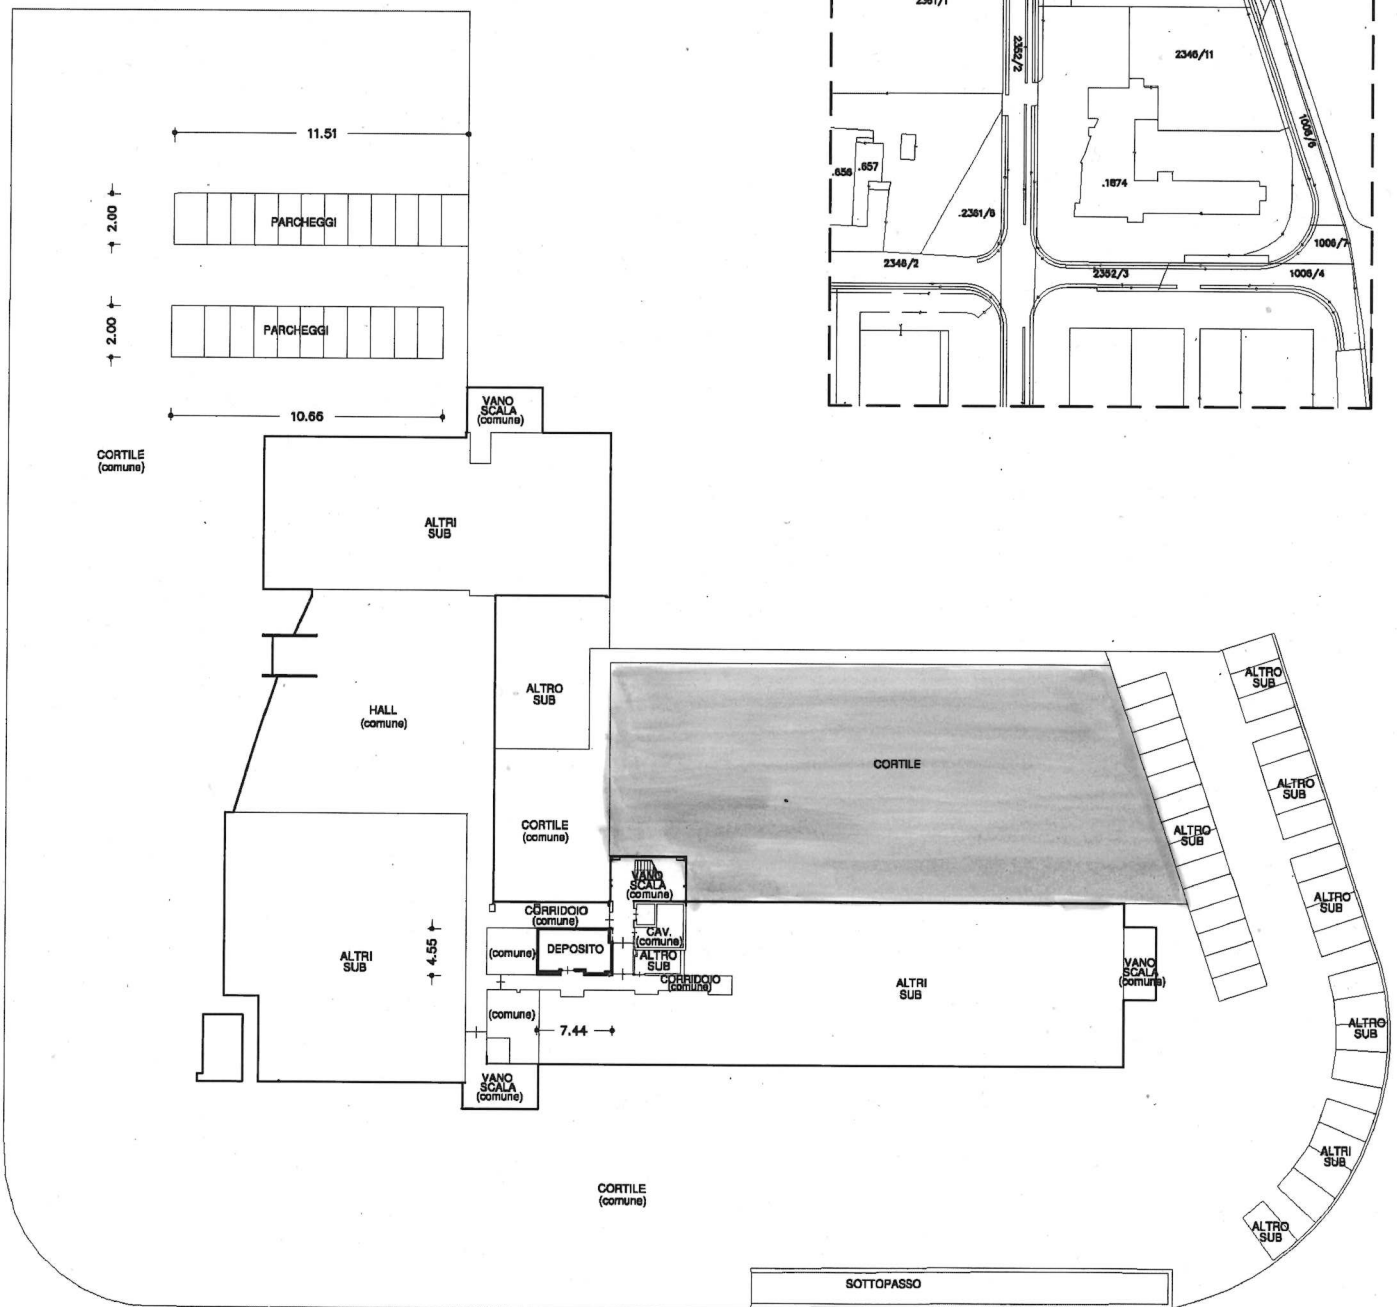 2361/1
2352/2
2346/11
1006/6
.656
.657
.1674
.2361/6
2346/2
2352/3
1006/7
1006/4
11.51
2.00
PARCHEGGI
2.00
PARCHEGGI
10.66
VANO
SCALA
(comune)
CORTILE
(comune)
ALTRI
SUB
HALL
(comune)
ALTRO
SUB
CORTILE
ALTRO
SUB
ALTRO
SUB
ALTRO
SUB
CORTILE
(comune)
VANO
SCALA
(comune)
ALTRO
SUB
CORRIDOIO
(comune)
CAV.
(comune)
4.55
(comune)
DEPOSITO
ALTRO
SUB
ALTRI
SUB
CORRIDOIO
(comune)
ALTRI
SUB
VANO
SCALA
(comune)
(comune)
7.44
ALTRO
SUB
VANO
SCALA
(comune)
ALTRI
SUB
CORTILE
(comune)
ALTRO
SUB
SOTTOPASSO